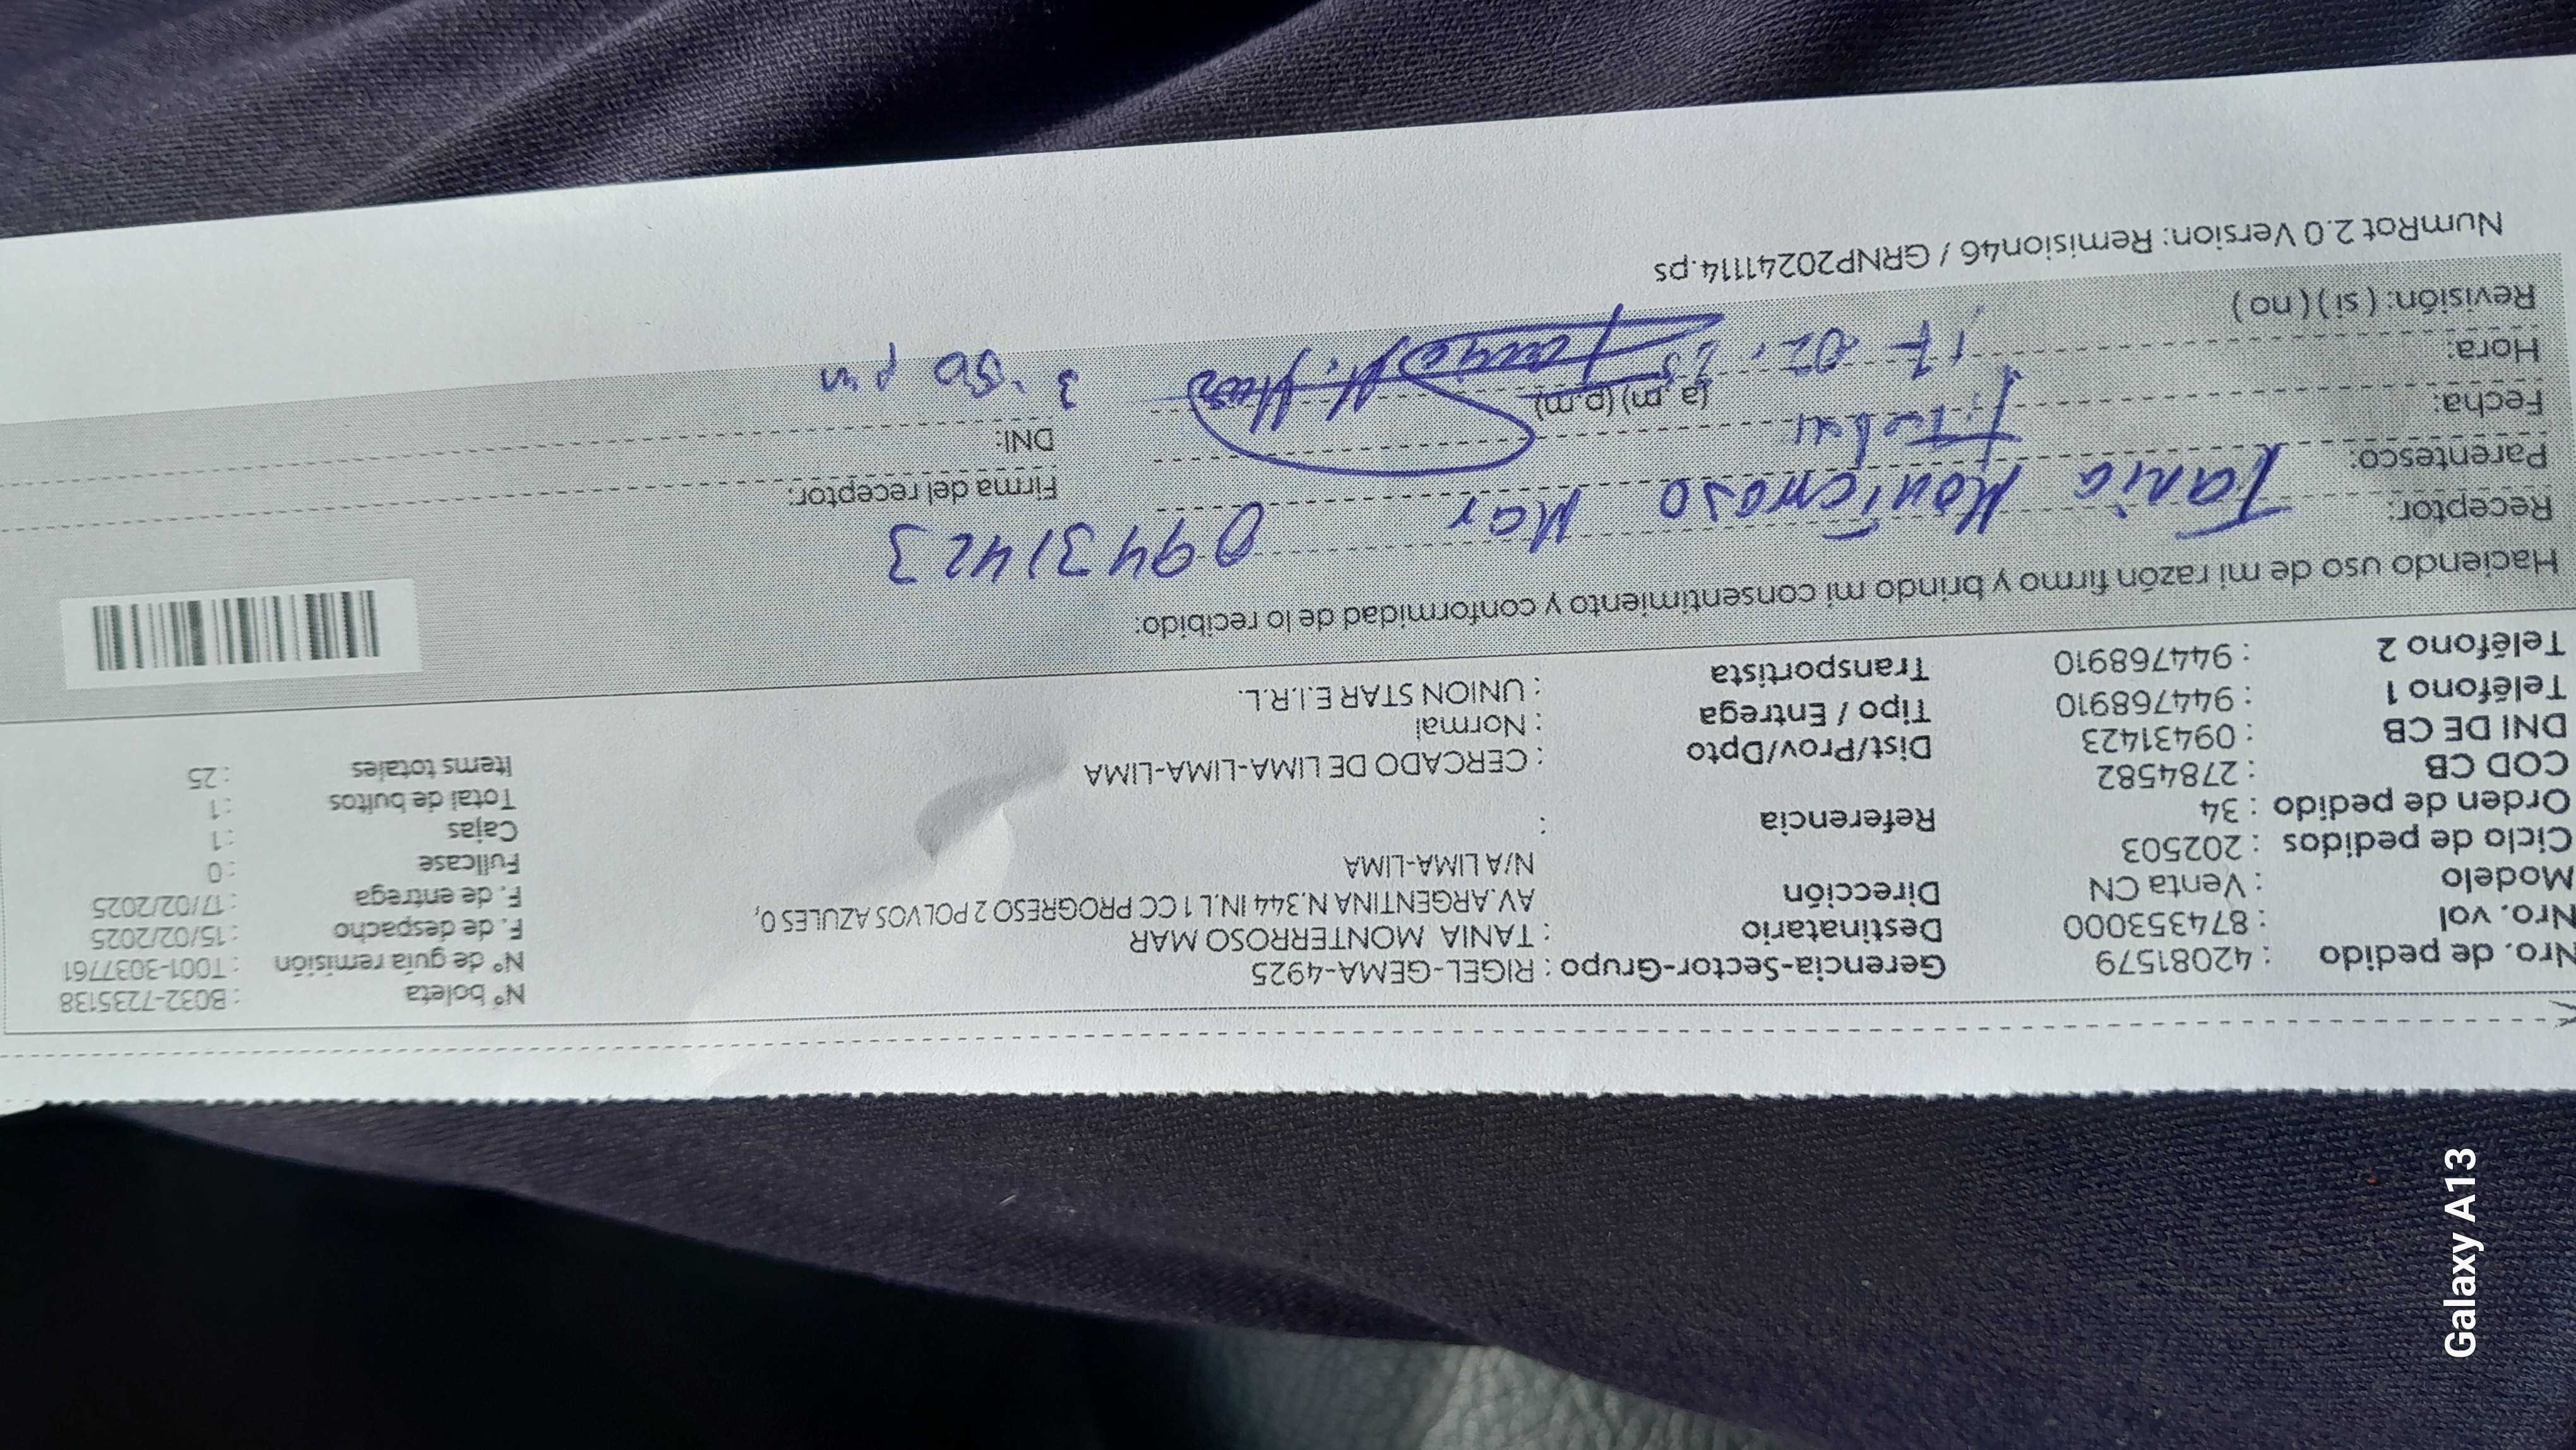 Nro. de pedido : 42081579
Nro. vol : 874353000
Modelo : Venta CN
Ciclo de pedidos : 202503
Orden de pedido : 34
COD CB : 2784582
DNI DE CB : 09431423
Teléfono 1 : 944768910
Teléfono 2 : 944768910
Gerencia-Sector-Grupo : RIGEL-GEMA-4925
Destinatario : TANIA MONTERROSO MAR
Dirección AV.ARGENTINA N.344 IN.L 1 CC PROGRESO 2 POLVOS AZULES 0,
N/A LIMA-LIMA
Referencia :
Dist/Prov/Dpto : CERCADO DE LIMA-LIMA-LIMA
Tipo / Entrega : Normal
Transportista : UNION STAR E.I.R.L.
N° boleta : B032-7235138
N° de guía remisión : T001-3037761
F. de despacho : 15/02/2025
F. de entrega : 17/02/2025
Fullcase : 0
Cajas : 1
Total de bultos : 1
Items totales : 25
Haciendo uso de mi razón firmo y brindo mi consentimiento y conformidad de lo recibido:
Receptor: Tania Monterroso Mar 09431423
Parentesco: Firma del receptor:
Fecha: DNI:
Hora: 17-02-25 (a.m) (p.m) 3:50 pm
Revisión: ( si ) ( no )
NumRot 2.0 Version: Remision46 / GRNP20241114.ps
Galaxy A13